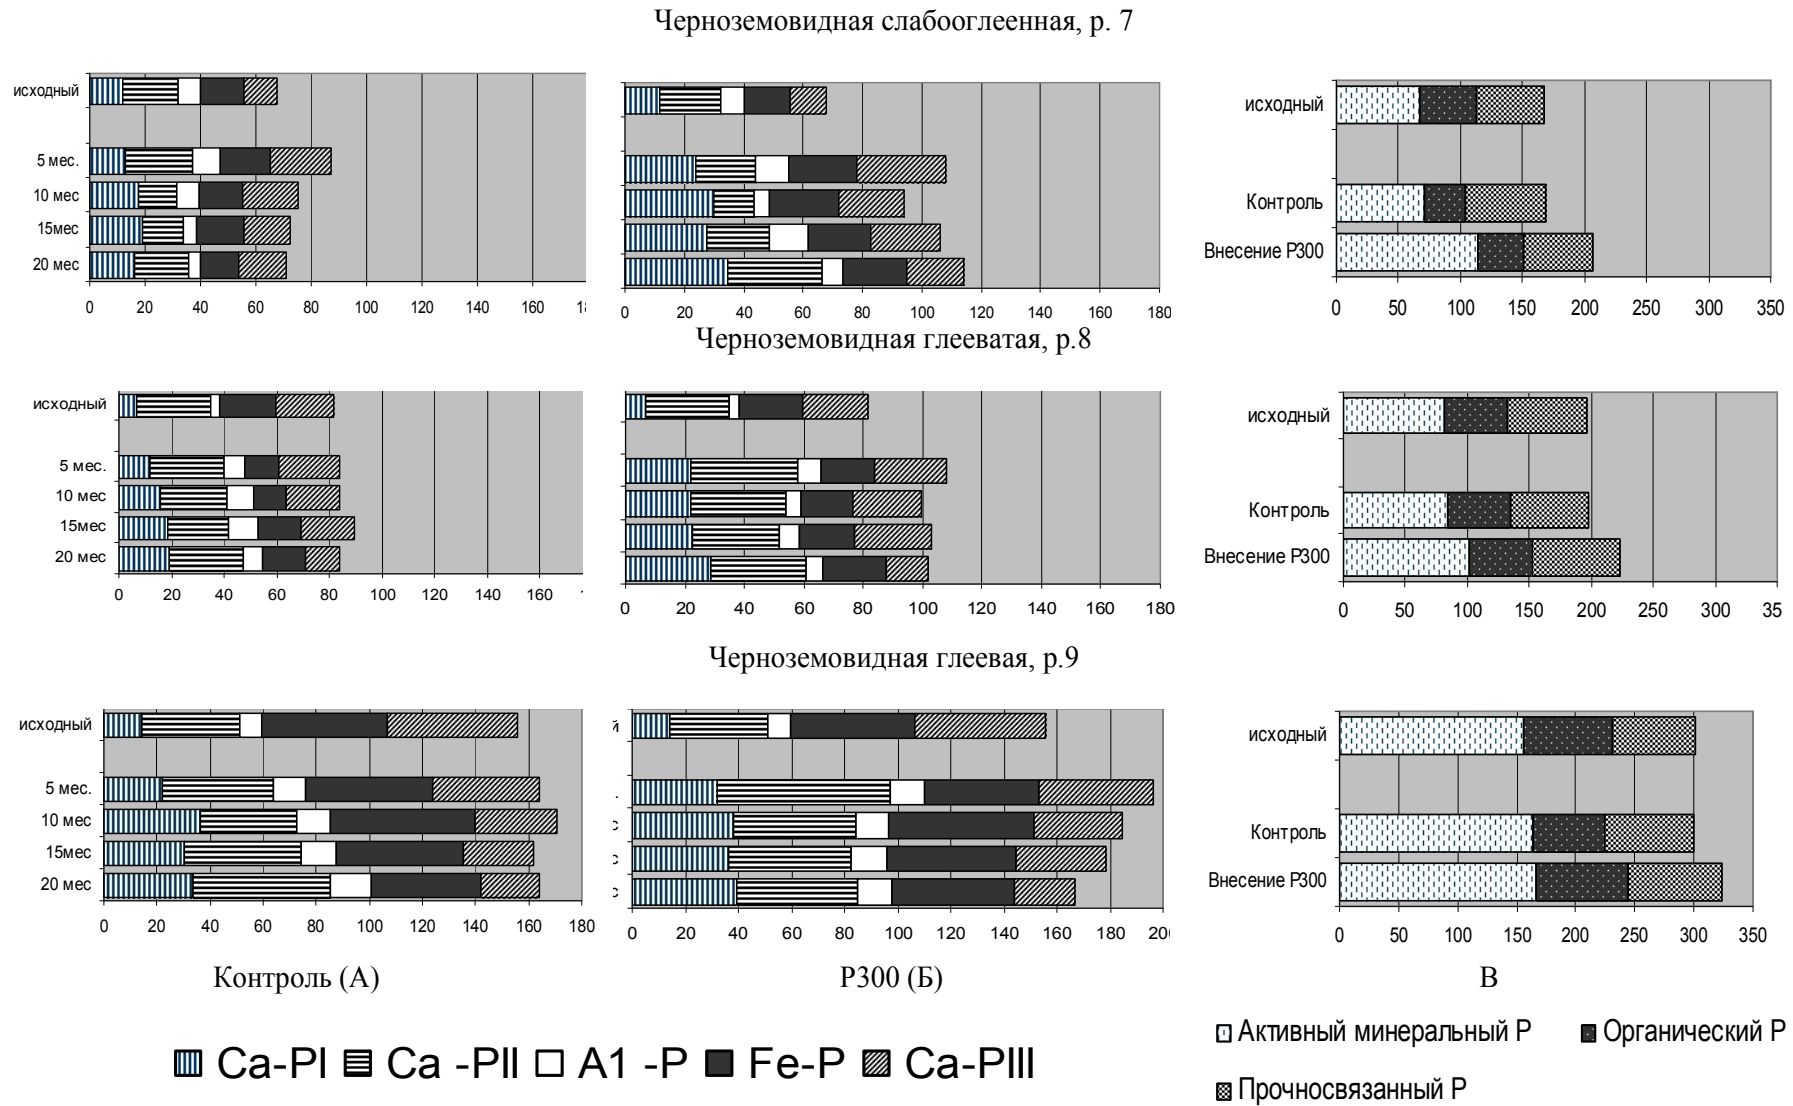 Черноземовидная слабооглеенная, р. 7
исходный
5 мес.
10 мес
15мес
20 мес
0 20 40 60 80 100 120 140 160
0 20 40 60 80 100 120 140 160 180
исходный
Контроль
Внесение Р300
0 50 100 150 200 250 300 350
Черноземовидная глееватая, р.8
исходный
5 мес.
10 мес
15мес
20 мес
0 20 40 60 80 100 120 140 160
0 20 40 60 80 100 120 140 160 180
исходный
Контроль
Внесение Р300
0 50 100 150 200 250 300 35
Черноземовидная глеевая, р.9
исходный
5 мес.
10 мес
15мес
20 мес
0 20 40 60 80 100 120 140 160 180
й
0 20 40 60 80 100 120 140 160 180 20
исходный
Контроль
Внесение Р300
0 50 100 150 200 250 300 350
Контроль (А) Р300 (Б) В
Ca-PI Ca -PII A1 -P Fe-P Ca-PIII
Активный минеральный Р Органический Р
Прочносвязанный Р